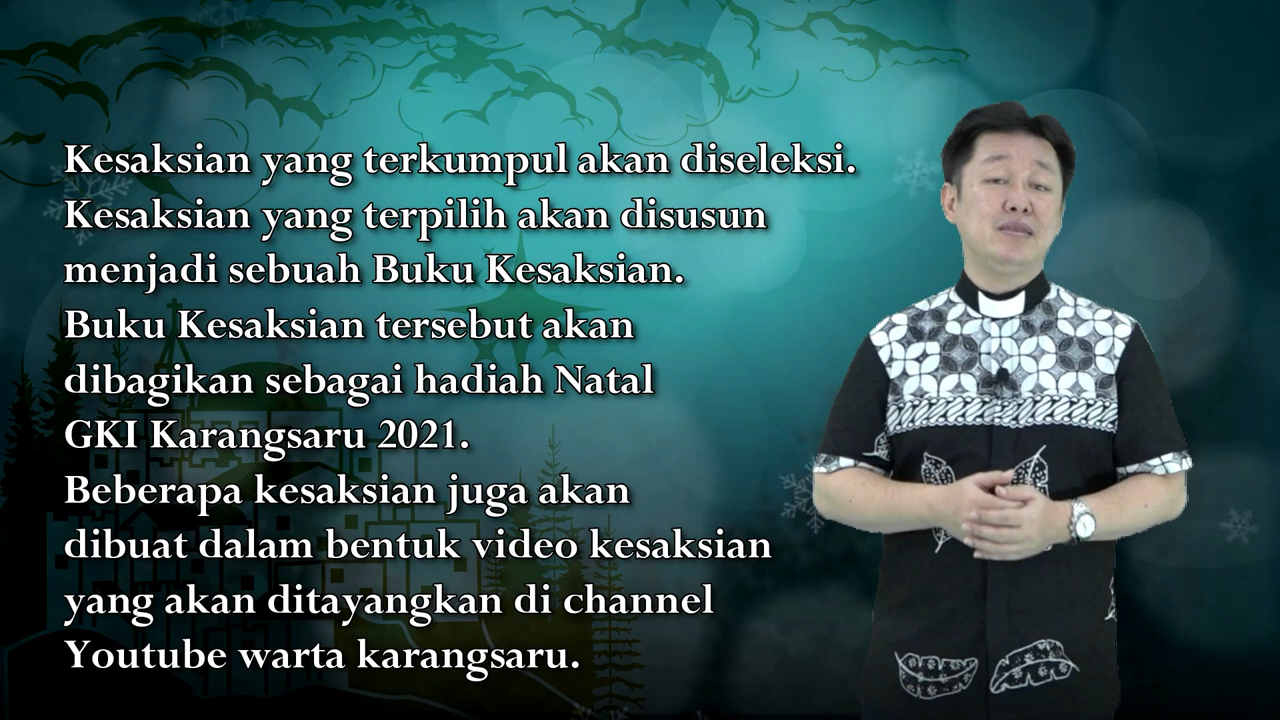 Kesaksian yang terkumpul akan diseleksi.
Kesaksian yang terpilih akan disusun
menjadi sebuah Buku Kesaksian.
Buku Kesaksian tersebut akan
dibagikan sebagai hadiah Natal
GKI Karangsaru 2021.
Beberapa kesaksian juga akan
dibuat dalam bentuk video kesaksian
yang akan ditayangkan di channel
Youtube warta karangsaru.